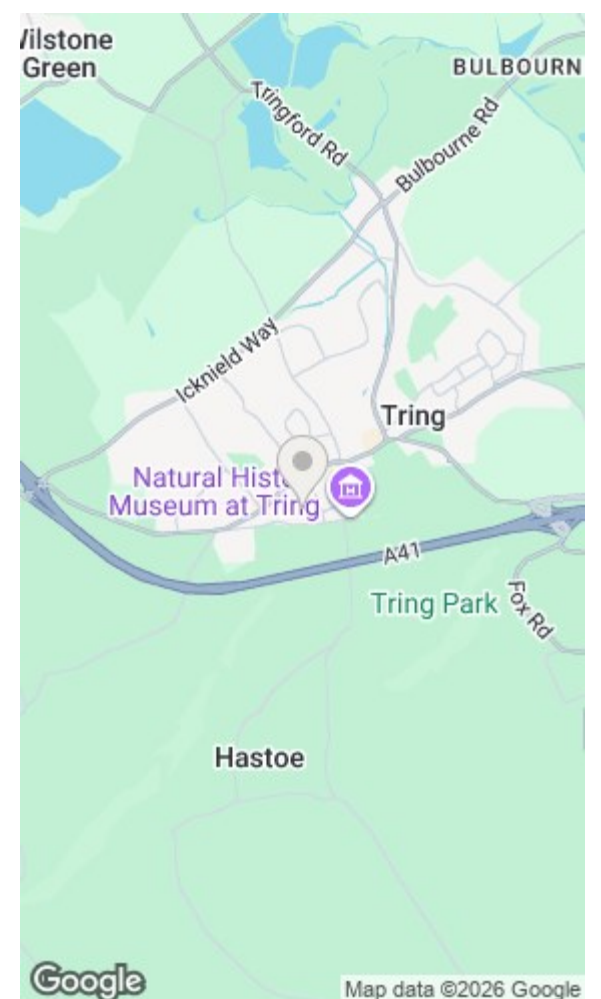 Wilstone
Green
BULBOURN
Tringford Rd
Bulbourne Rd
Icknield Way
Tring
Natural Histo
Museum at Tring
A41
Tring Park
Fox Rd
Hastoe
Google
Map data ©2026 Google